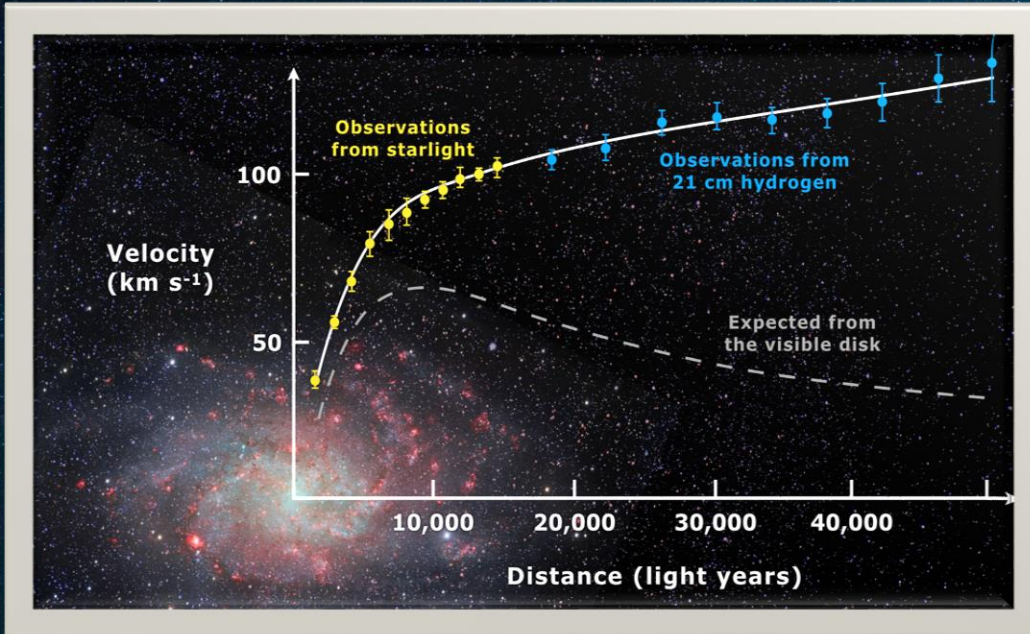 Observations
from starlight
100
Observations from
21 cm hydrogen
Velocity
(km s⁻¹)
50
Expected from
the visible disk
10,000
20,000
30,000
40,000
Distance (light years)